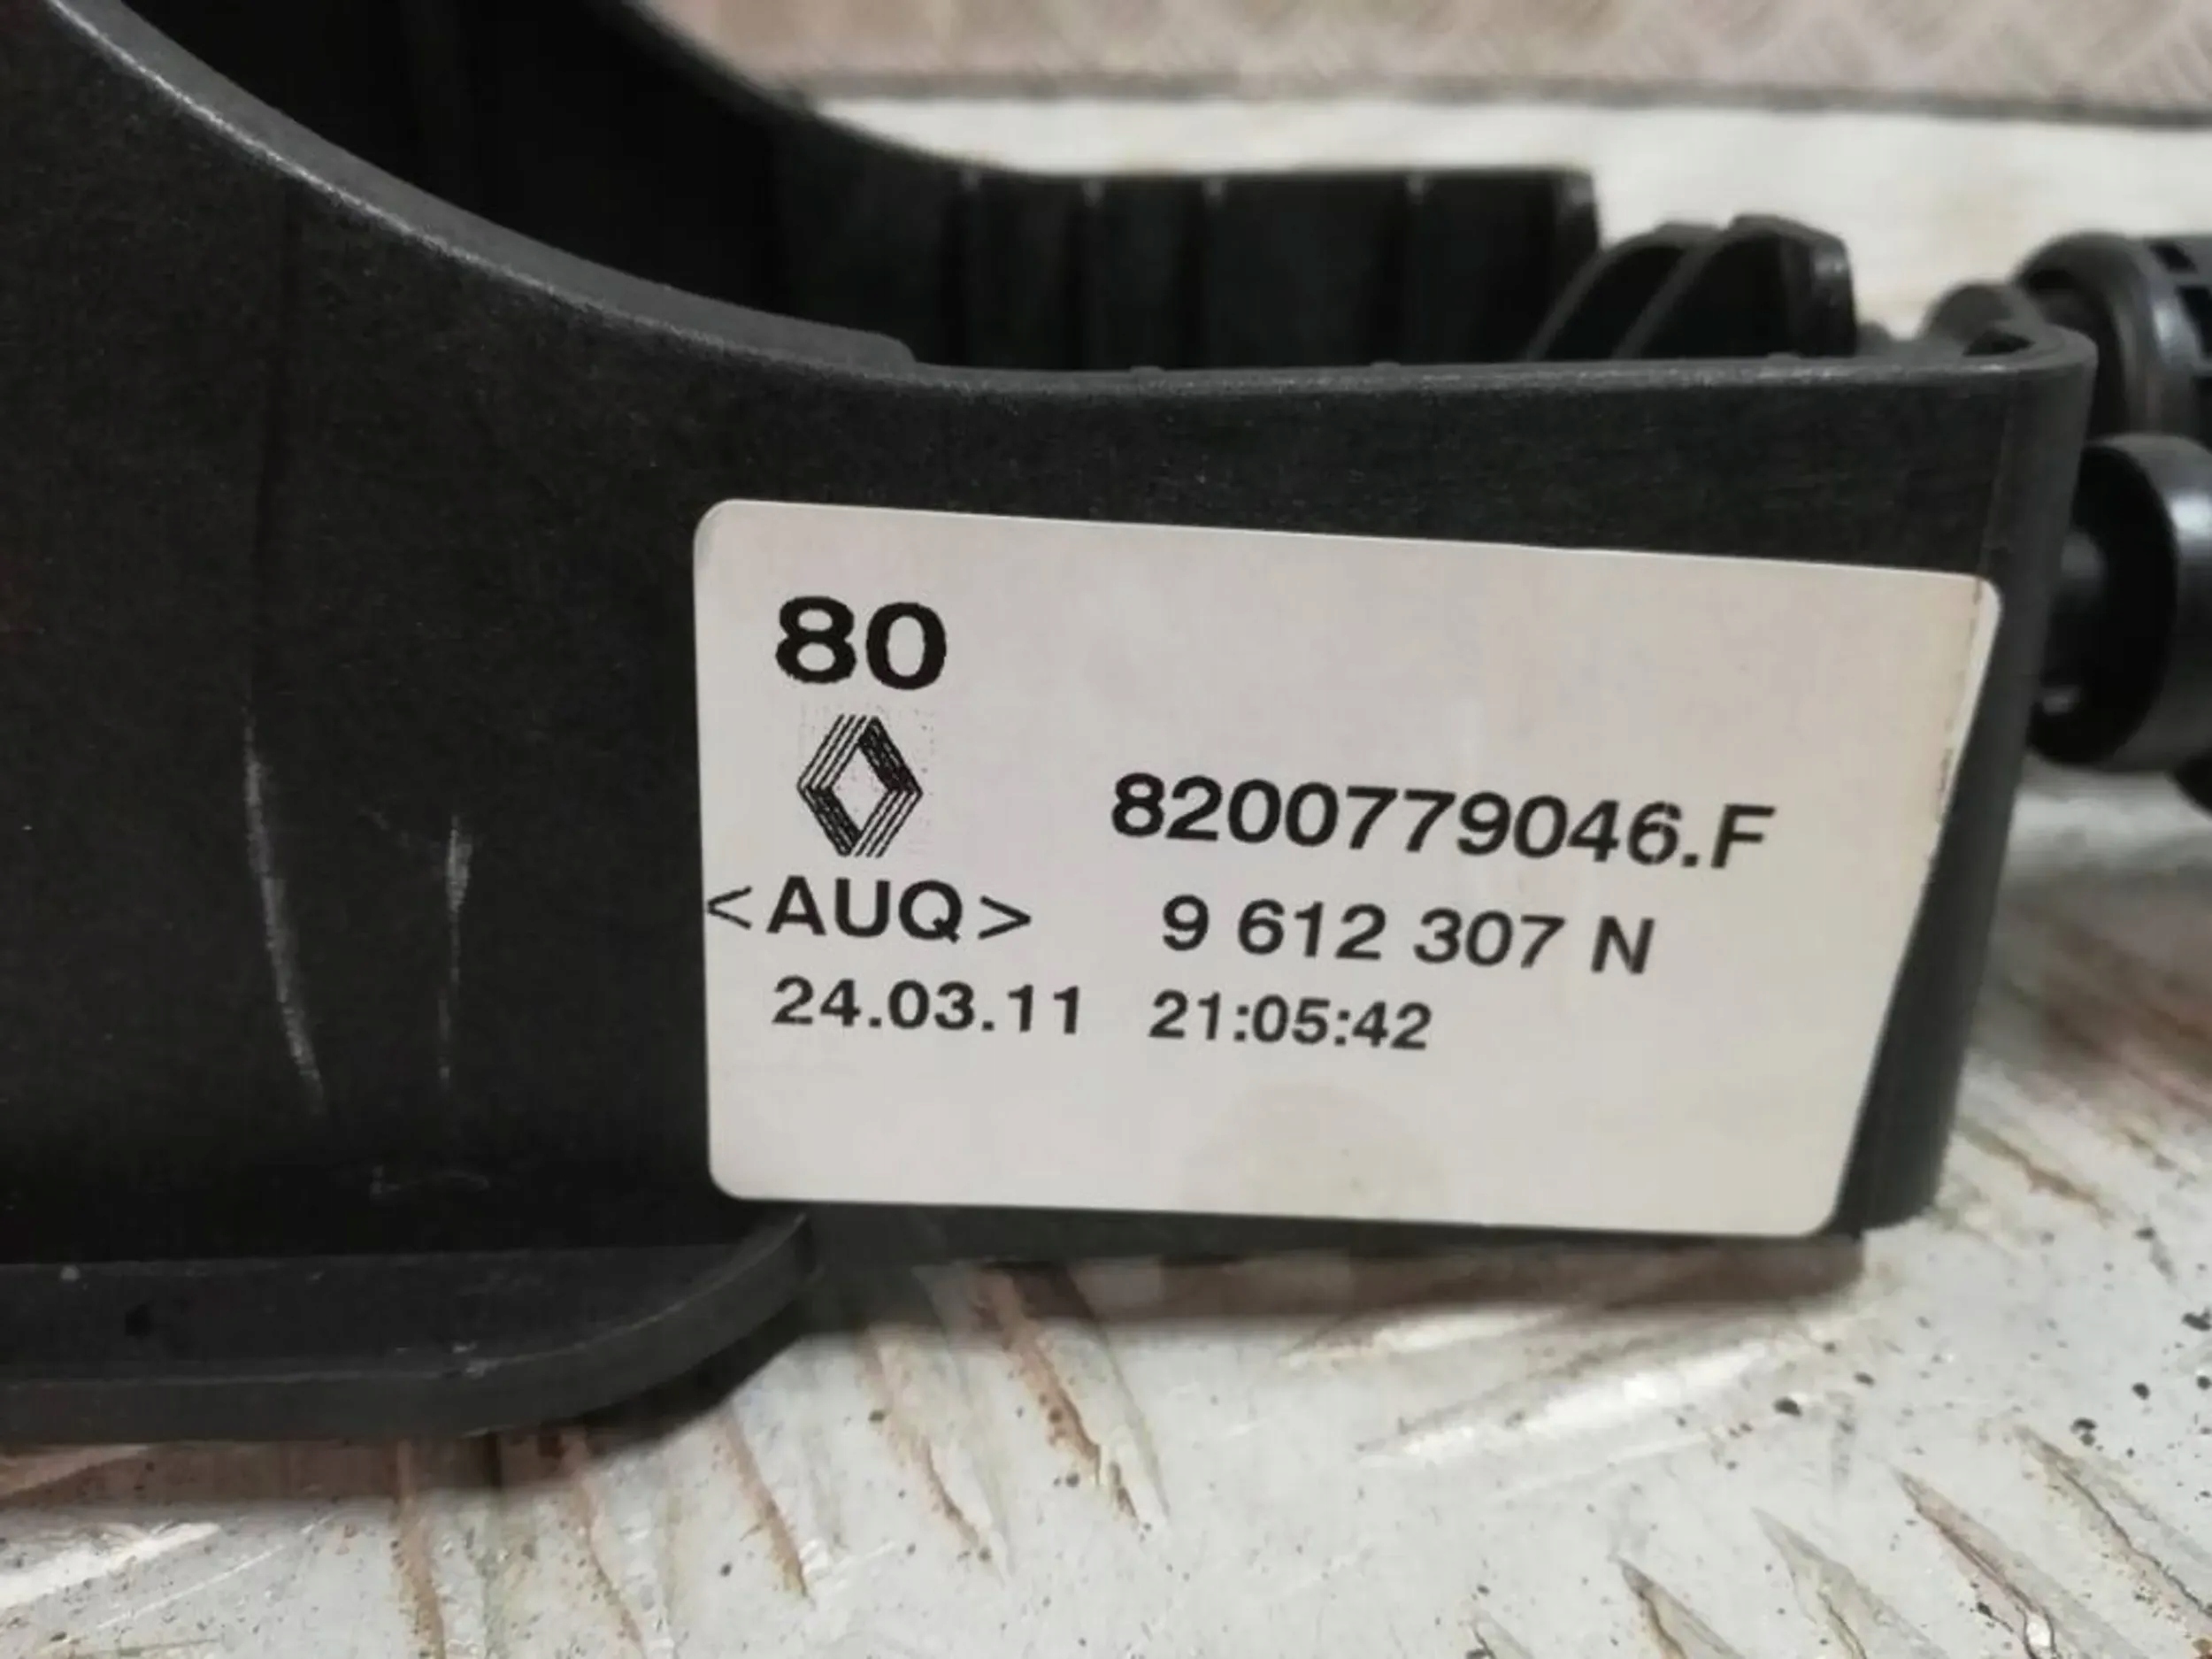 80
8200779046.F
<AUQ> 9 612 307 N
24.03.11 21:05:42